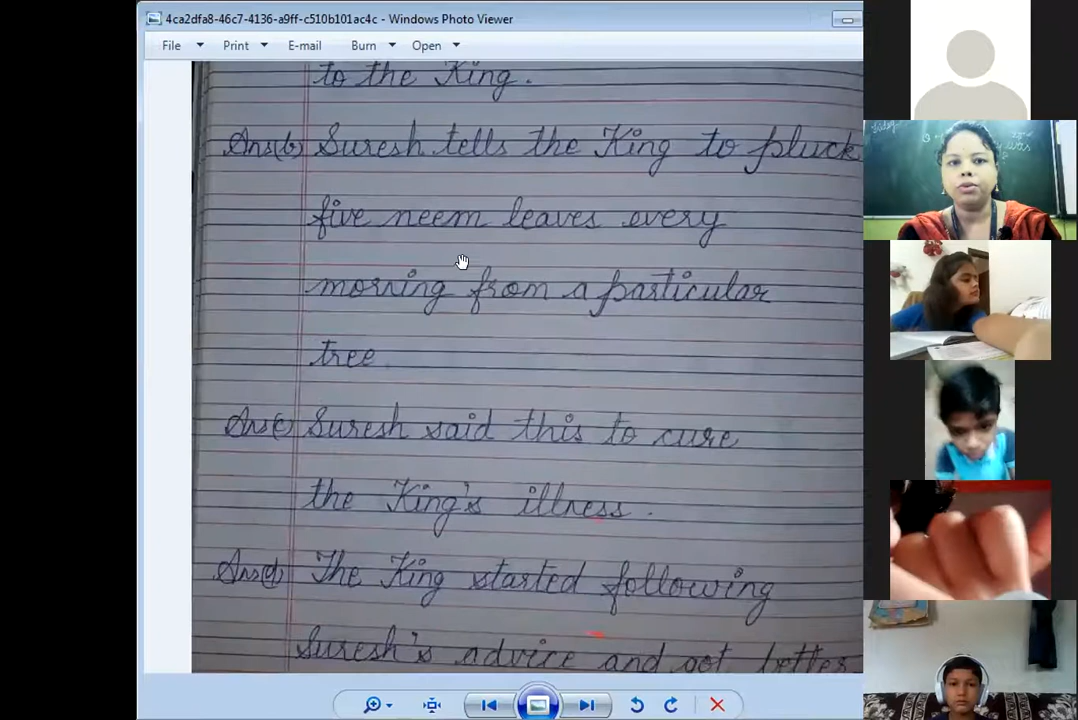 4ca2dfa8-46c7-4136-a9ff-c510b101ac4c - Windows Photo Viewer
File Print E-mail Burn Open
to the King.
Ans(b) Suresh tells the King to pluck
five neem leaves every
morning from a particular
tree
Ans(c) Suresh said this to cure
the King's illness.
Ans(d) The King started following
Suresh's advice and got better